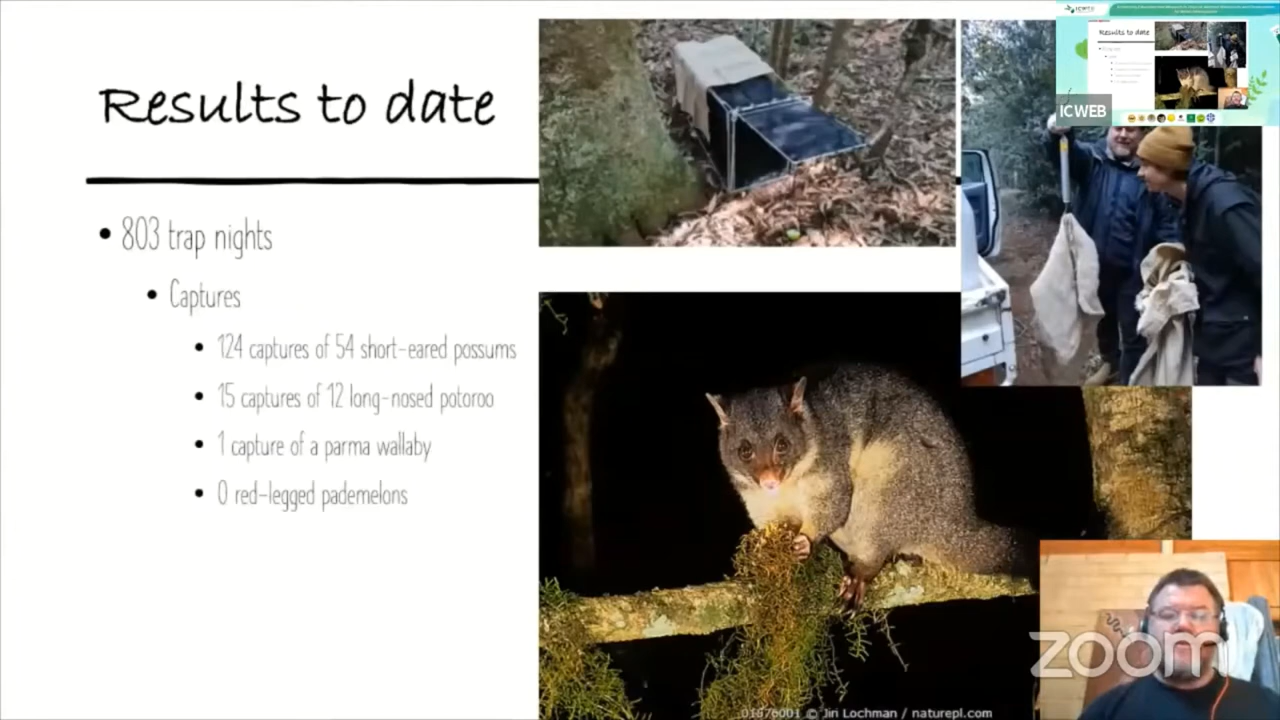 Results to date
803 trap nights
Captures
124 captures of 54 short-eared possums
15 captures of 12 long-nosed potoroo
1 capture of a parma wallaby
0 red-legged pademelons
01576001 © Jiri Lochman / naturepl.com
ICWEB
Results to date
zoom